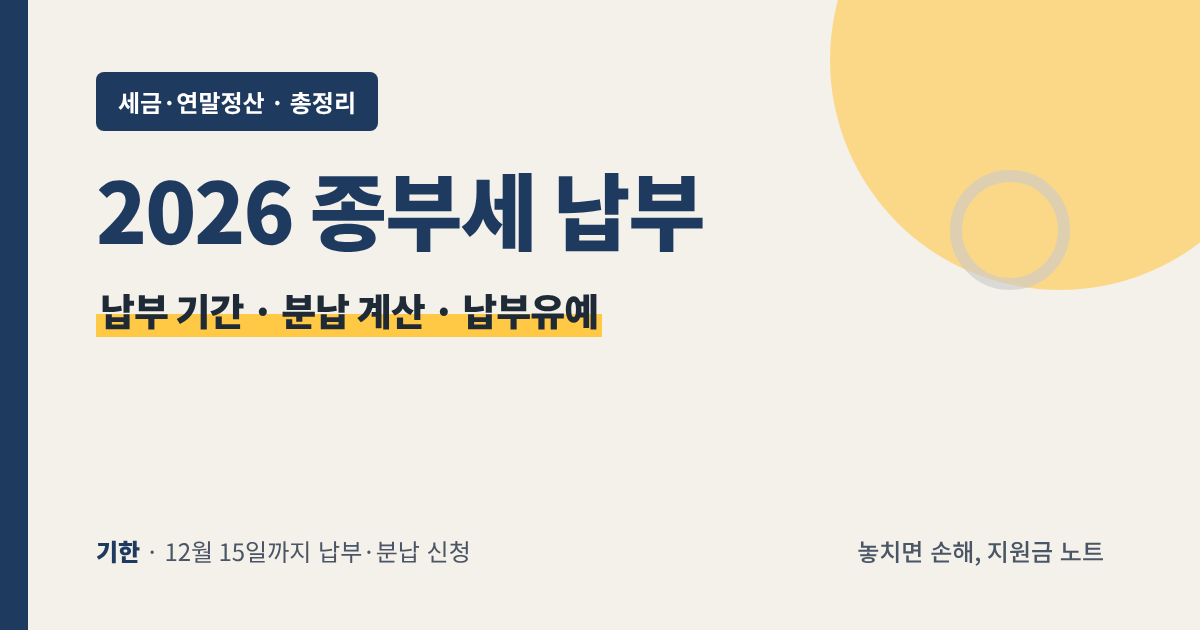 세금·연말정산 · 총정리
2026 종부세 납부
납부 기간 · 분납 계산 · 납부유예
기한 · 12월 15일까지 납부·분납 신청
놓치면 손해, 지원금 노트